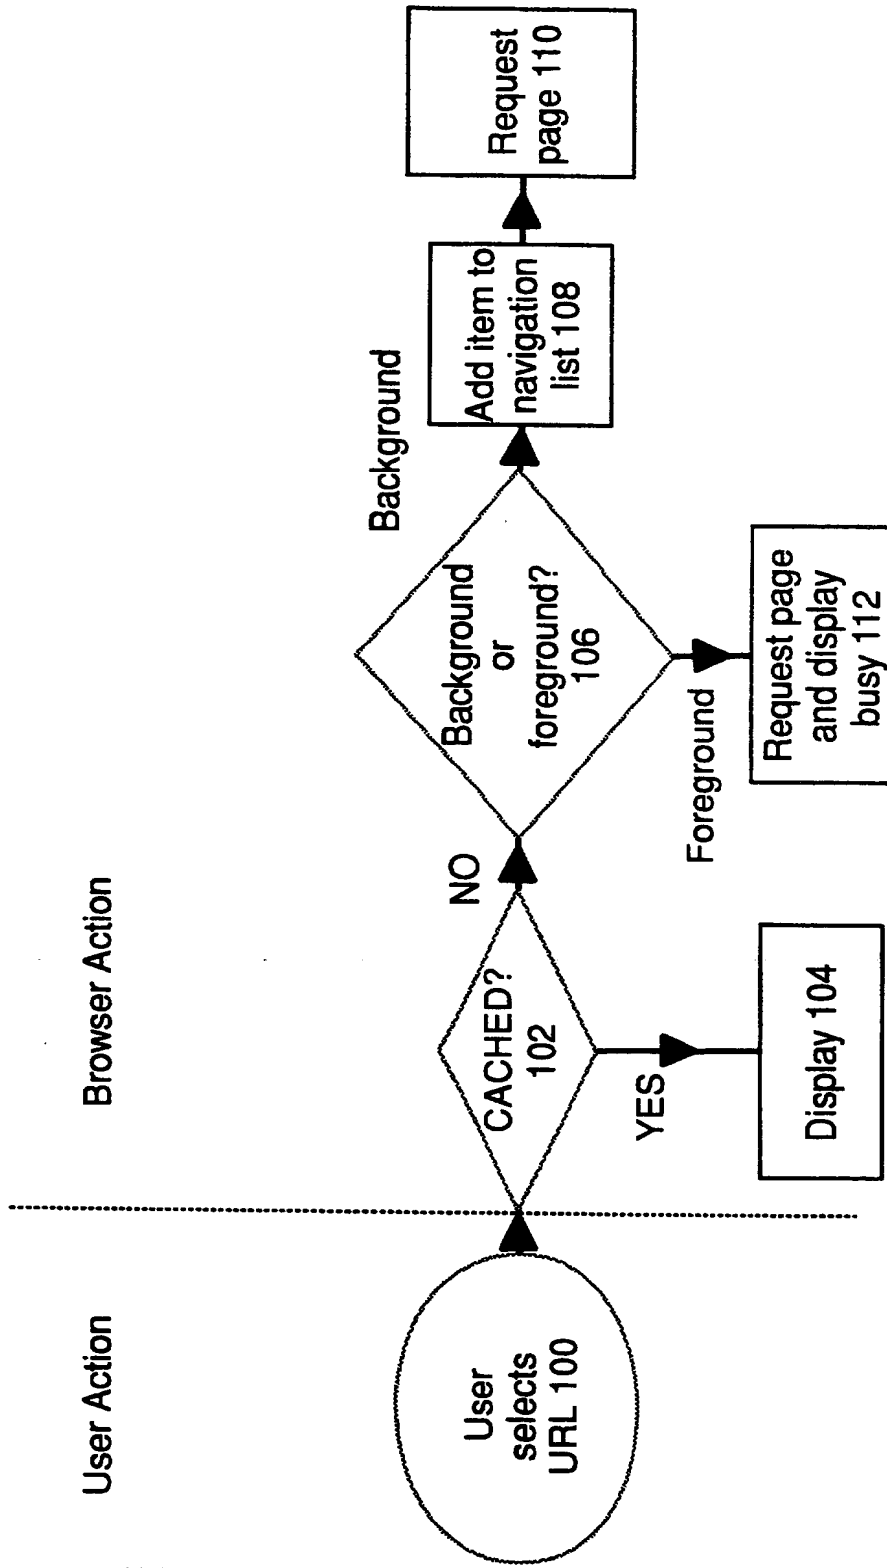 User Action
Browser Action
User
selects
URL 100
CACHED?
102
YES
NO
Display 104
Background
or
foreground?
106
Foreground
Background
Request page
and display
busy 112
Add item to
navigation
list 108
Request
page 110